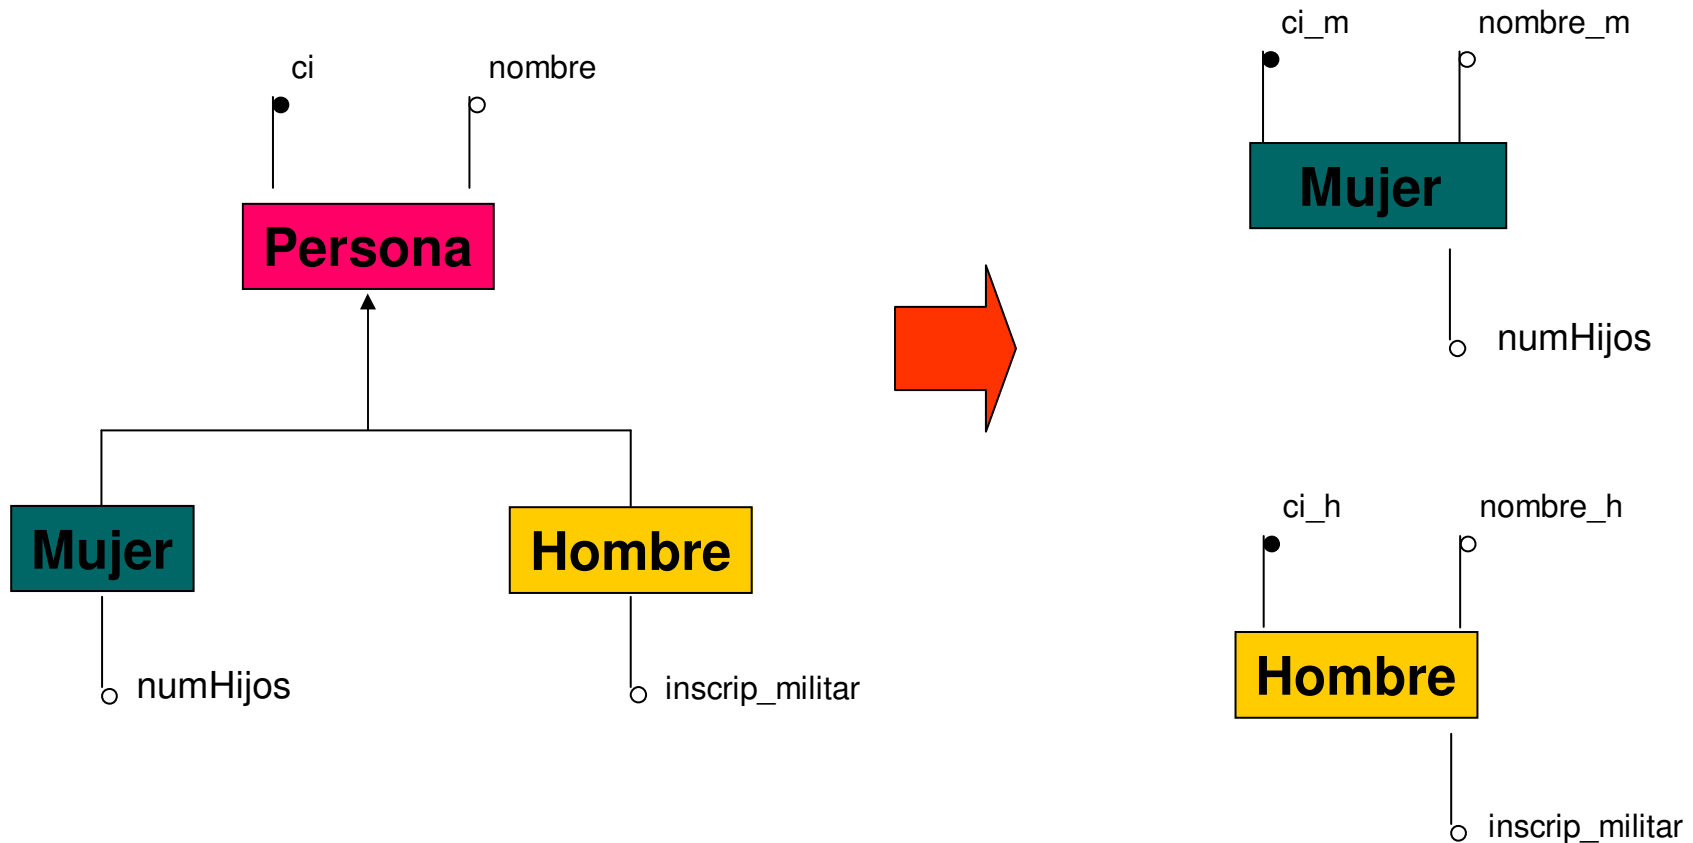 ci
nombre
Persona
Mujer
Hombre
numHijos
inscrip_militar
ci_m
nombre_m
Mujer
numHijos
ci_h
nombre_h
Hombre
inscrip_militar